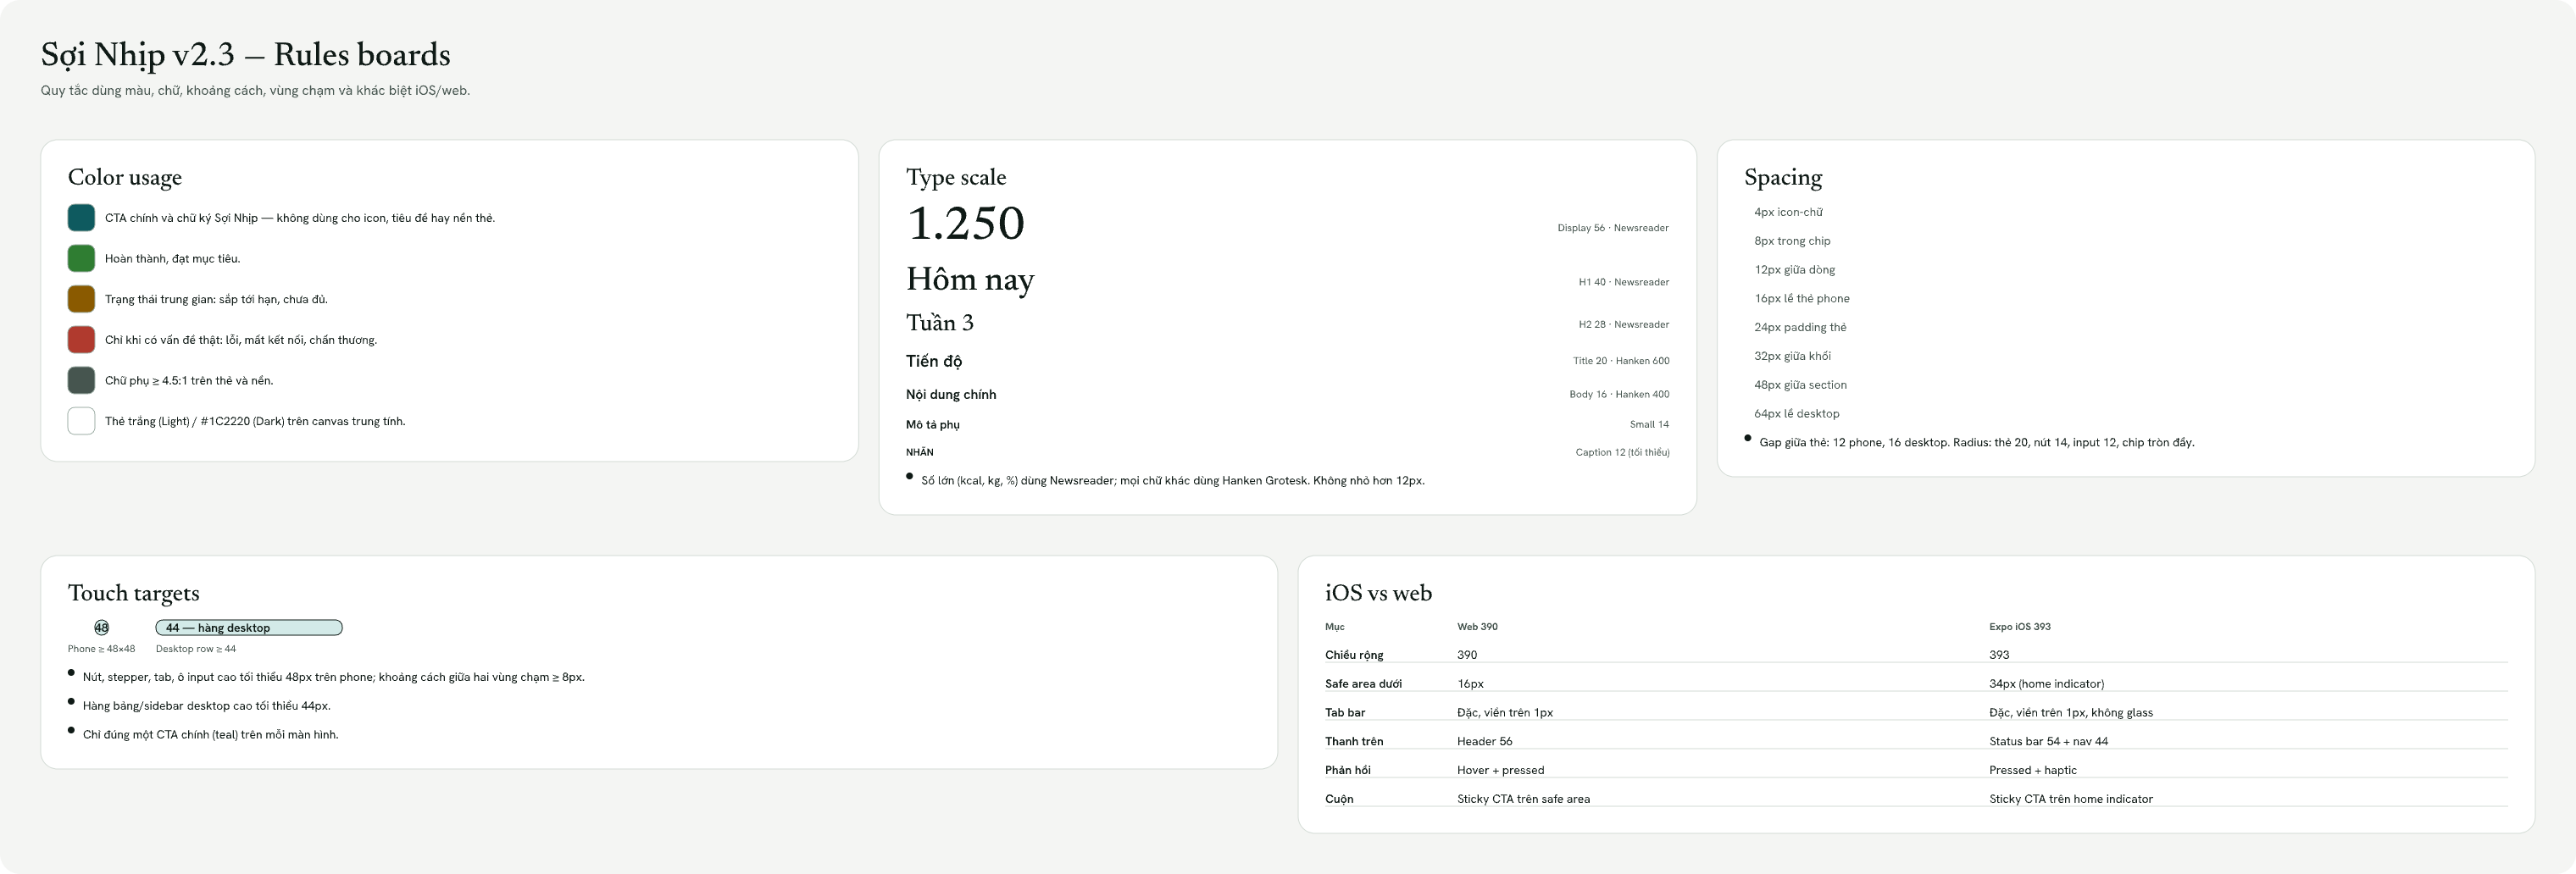 Sợi Nhịp v2.3 — Rules boards
Quy tắc dùng màu, chữ, khoảng cách, vùng chạm và khác biệt iOS/web.
Color usage
CTA chính và chữ ký Sợi Nhịp — không dùng cho icon, tiêu đề hay nền thẻ.
Hoàn thành, đạt mục tiêu.
Trạng thái trung gian: sắp tới hạn, chưa đủ.
Chỉ khi có vấn đề thật: lỗi, mất kết nối, chấn thương.
Chữ phụ ≥ 4.5:1 trên thẻ và nền.
Thẻ trắng (Light) / #1C2220 (Dark) trên canvas trung tính.
Type scale
1.250 Display 56 · Newsreader
Hôm nay H1 40 · Newsreader
Tuần 3 H2 28 · Newsreader
Tiến độ Title 20 · Hanken 600
Nội dung chính Body 16 · Hanken 400
Mô tả phụ Small 14
NHÃN Caption 12 (tối thiểu)
Số lớn (kcal, kg, %) dùng Newsreader; mọi chữ khác dùng Hanken Grotesk. Không nhỏ hơn 12px.
Spacing
4px icon-chữ
8px trong chip
12px giữa dòng
16px lề thẻ phone
24px padding thẻ
32px giữa khối
48px giữa section
64px lề desktop
Gap giữa thẻ: 12 phone, 16 desktop. Radius: thẻ 20, nút 14, input 12, chip tròn đầy.
Touch targets
48 44 — hàng desktop
Phone ≥ 48×48 Desktop row ≥ 44
Nút, stepper, tab, ô input cao tối thiểu 48px trên phone; khoảng cách giữa hai vùng chạm ≥ 8px.
Hàng bảng/sidebar desktop cao tối thiểu 44px.
Chỉ đúng một CTA chính (teal) trên mỗi màn hình.
iOS vs web
Mục Web 390 Expo iOS 393
Chiều rộng 390 393
Safe area dưới 16px 34px (home indicator)
Tab bar Đặc, viền trên 1px Đặc, viền trên 1px, không glass
Thanh trên Header 56 Status bar 54 + nav 44
Phản hồi Hover + pressed Pressed + haptic
Cuộn Sticky CTA trên safe area Sticky CTA trên home indicator